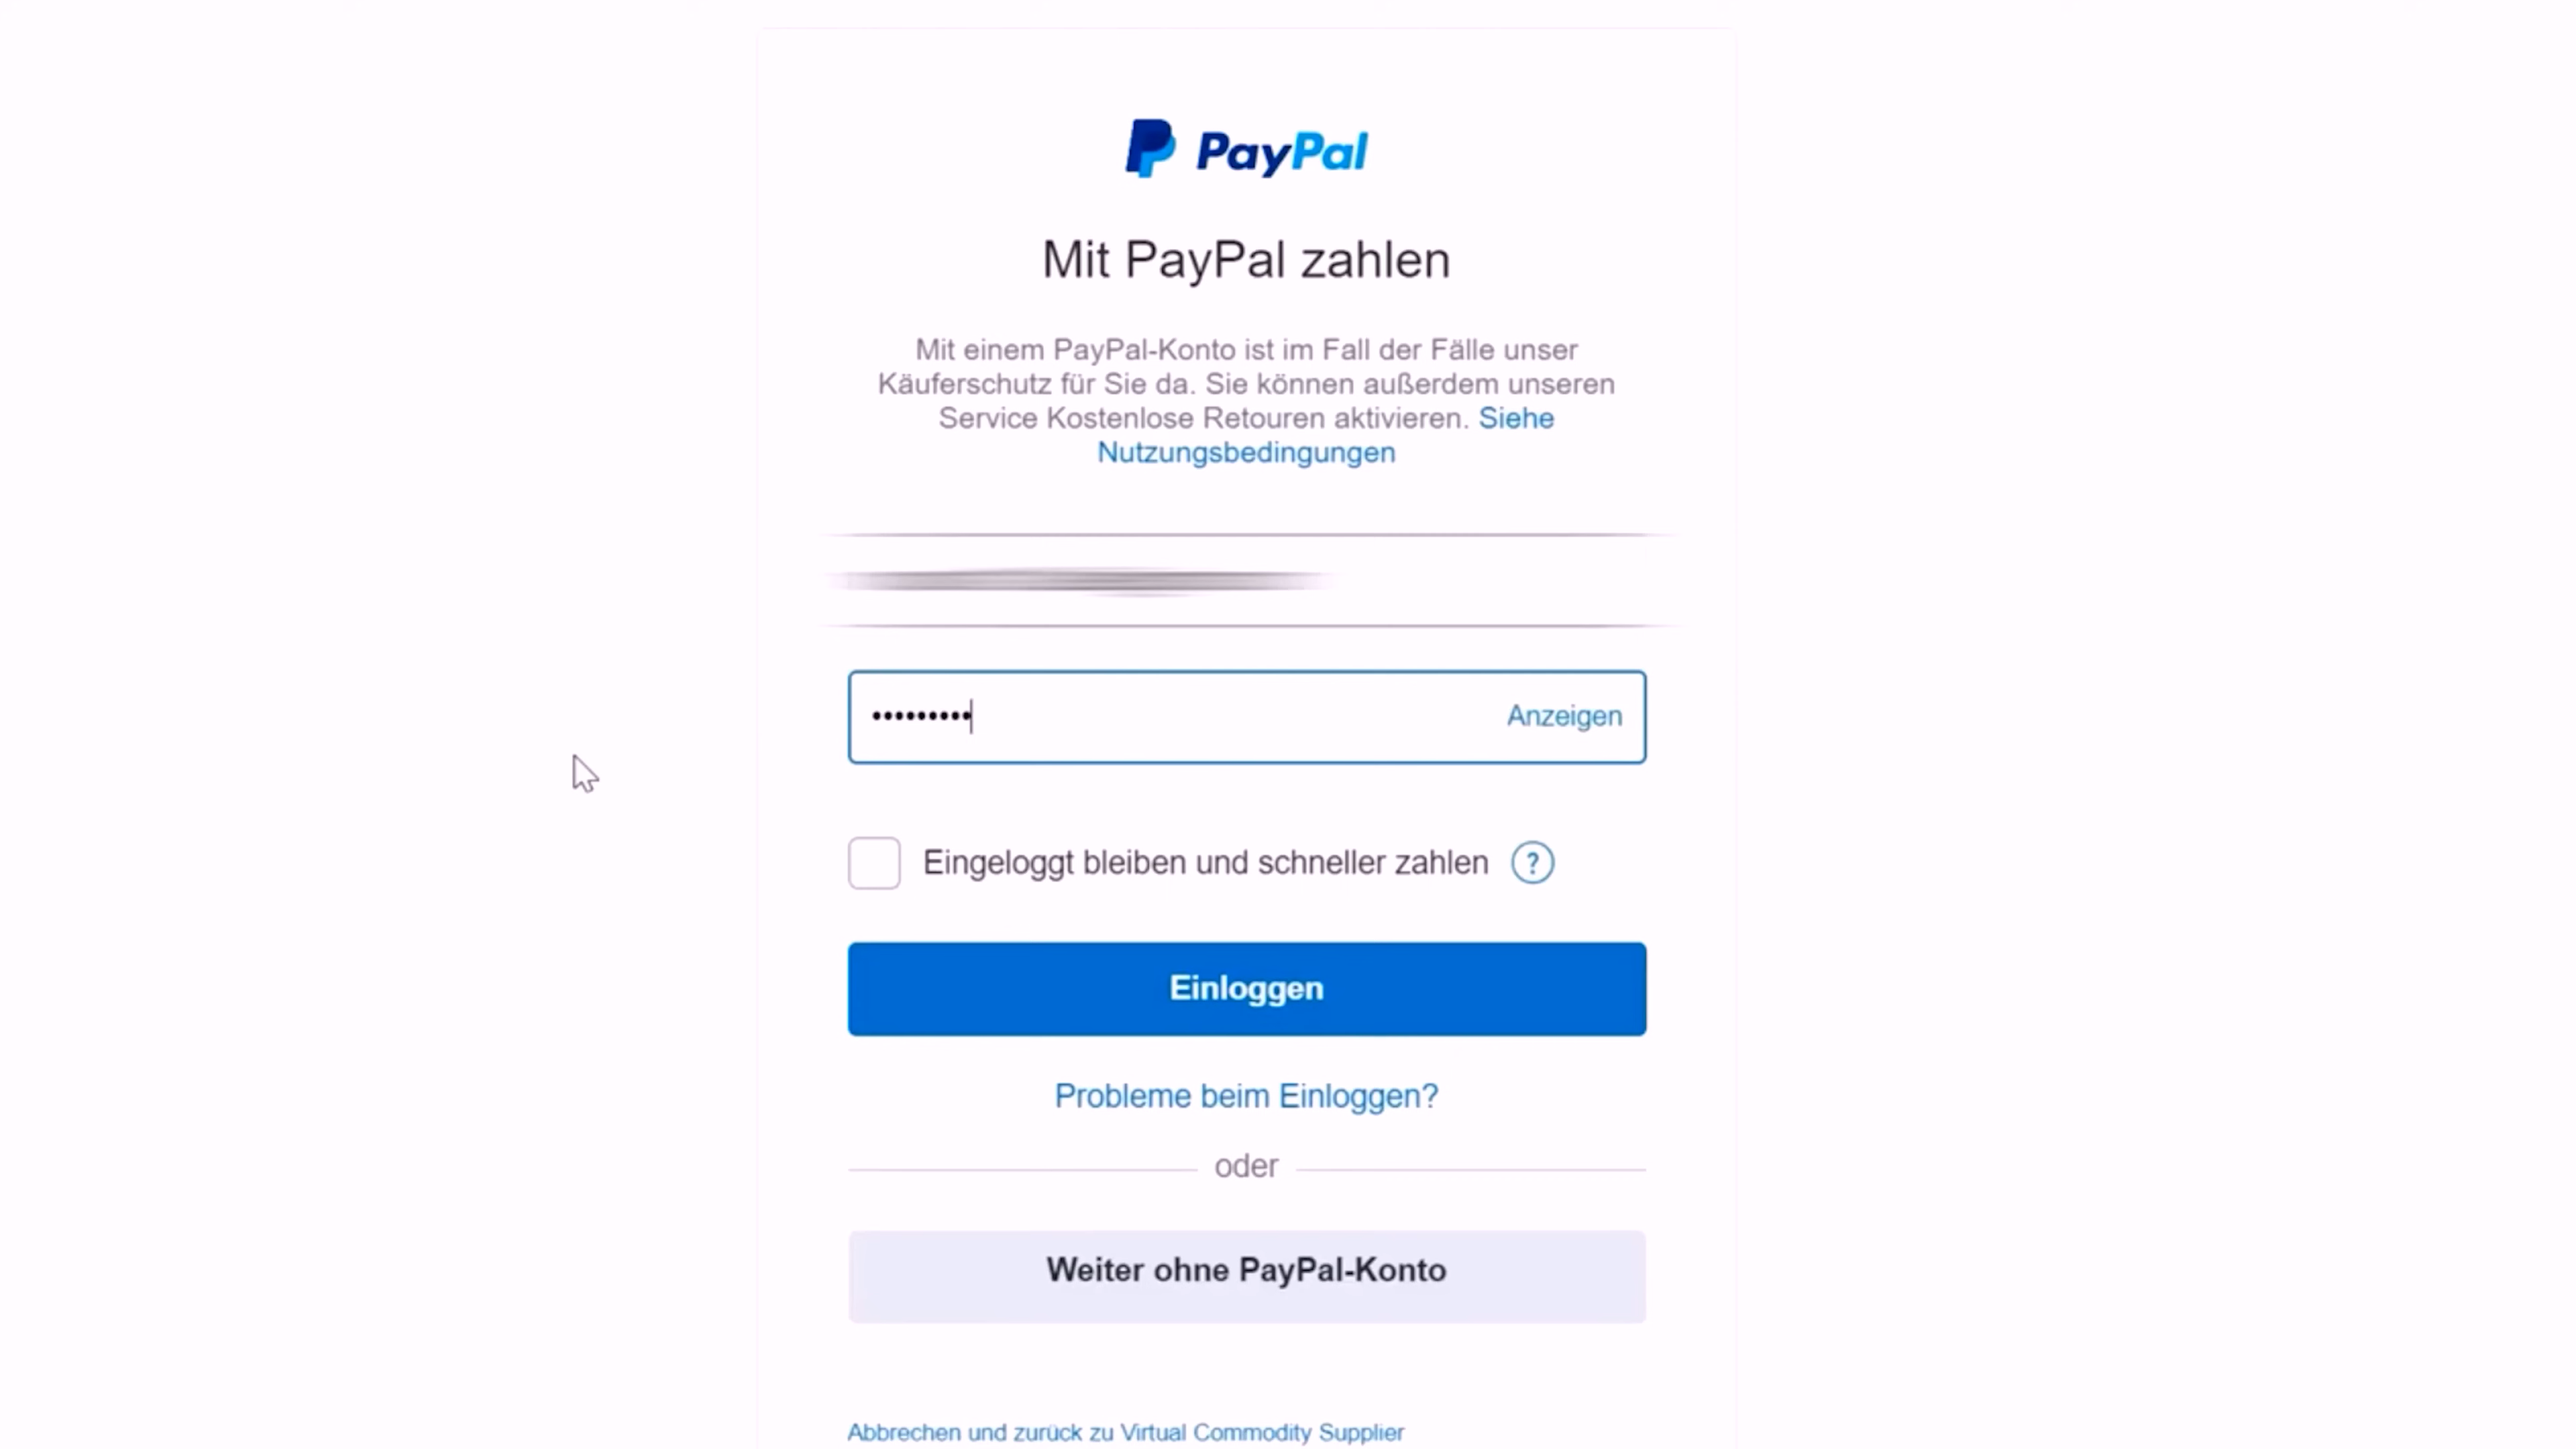 PayPal
Mit PayPal zahlen
Mit einem PayPal-Konto ist im Fall der Fälle unser
Käuferschutz für Sie da. Sie können außerdem unseren
Service Kostenlose Retouren aktivieren. Siehe
Nutzungsbedingungen
•••••••••
Anzeigen
Eingeloggt bleiben und schneller zahlen ?
Einloggen
Probleme beim Einloggen?
oder
Weiter ohne PayPal-Konto
Abbrechen und zurück zu Virtual Commodity Supplier